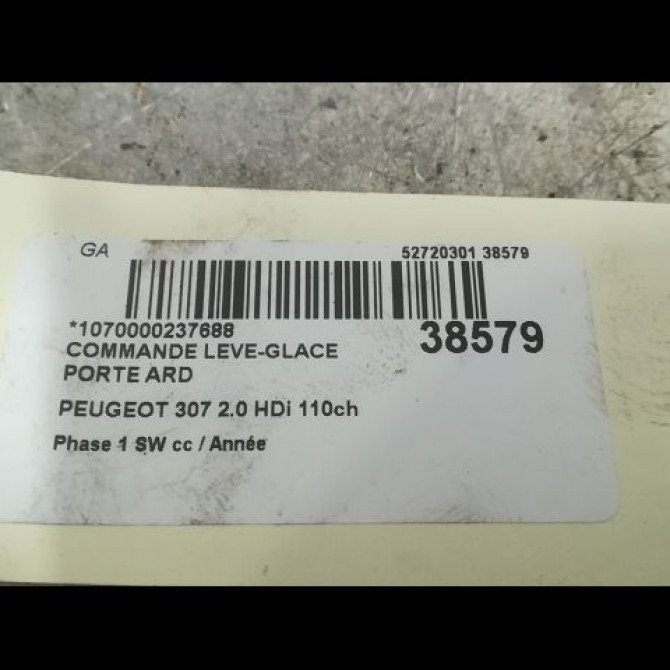 GA
52720301 38579
*1070000237688
38579
COMMANDE LEVE-GLACE
PORTE ARD
PEUGEOT 307 2.0 HDi 110ch
Phase 1 SW cc / Année